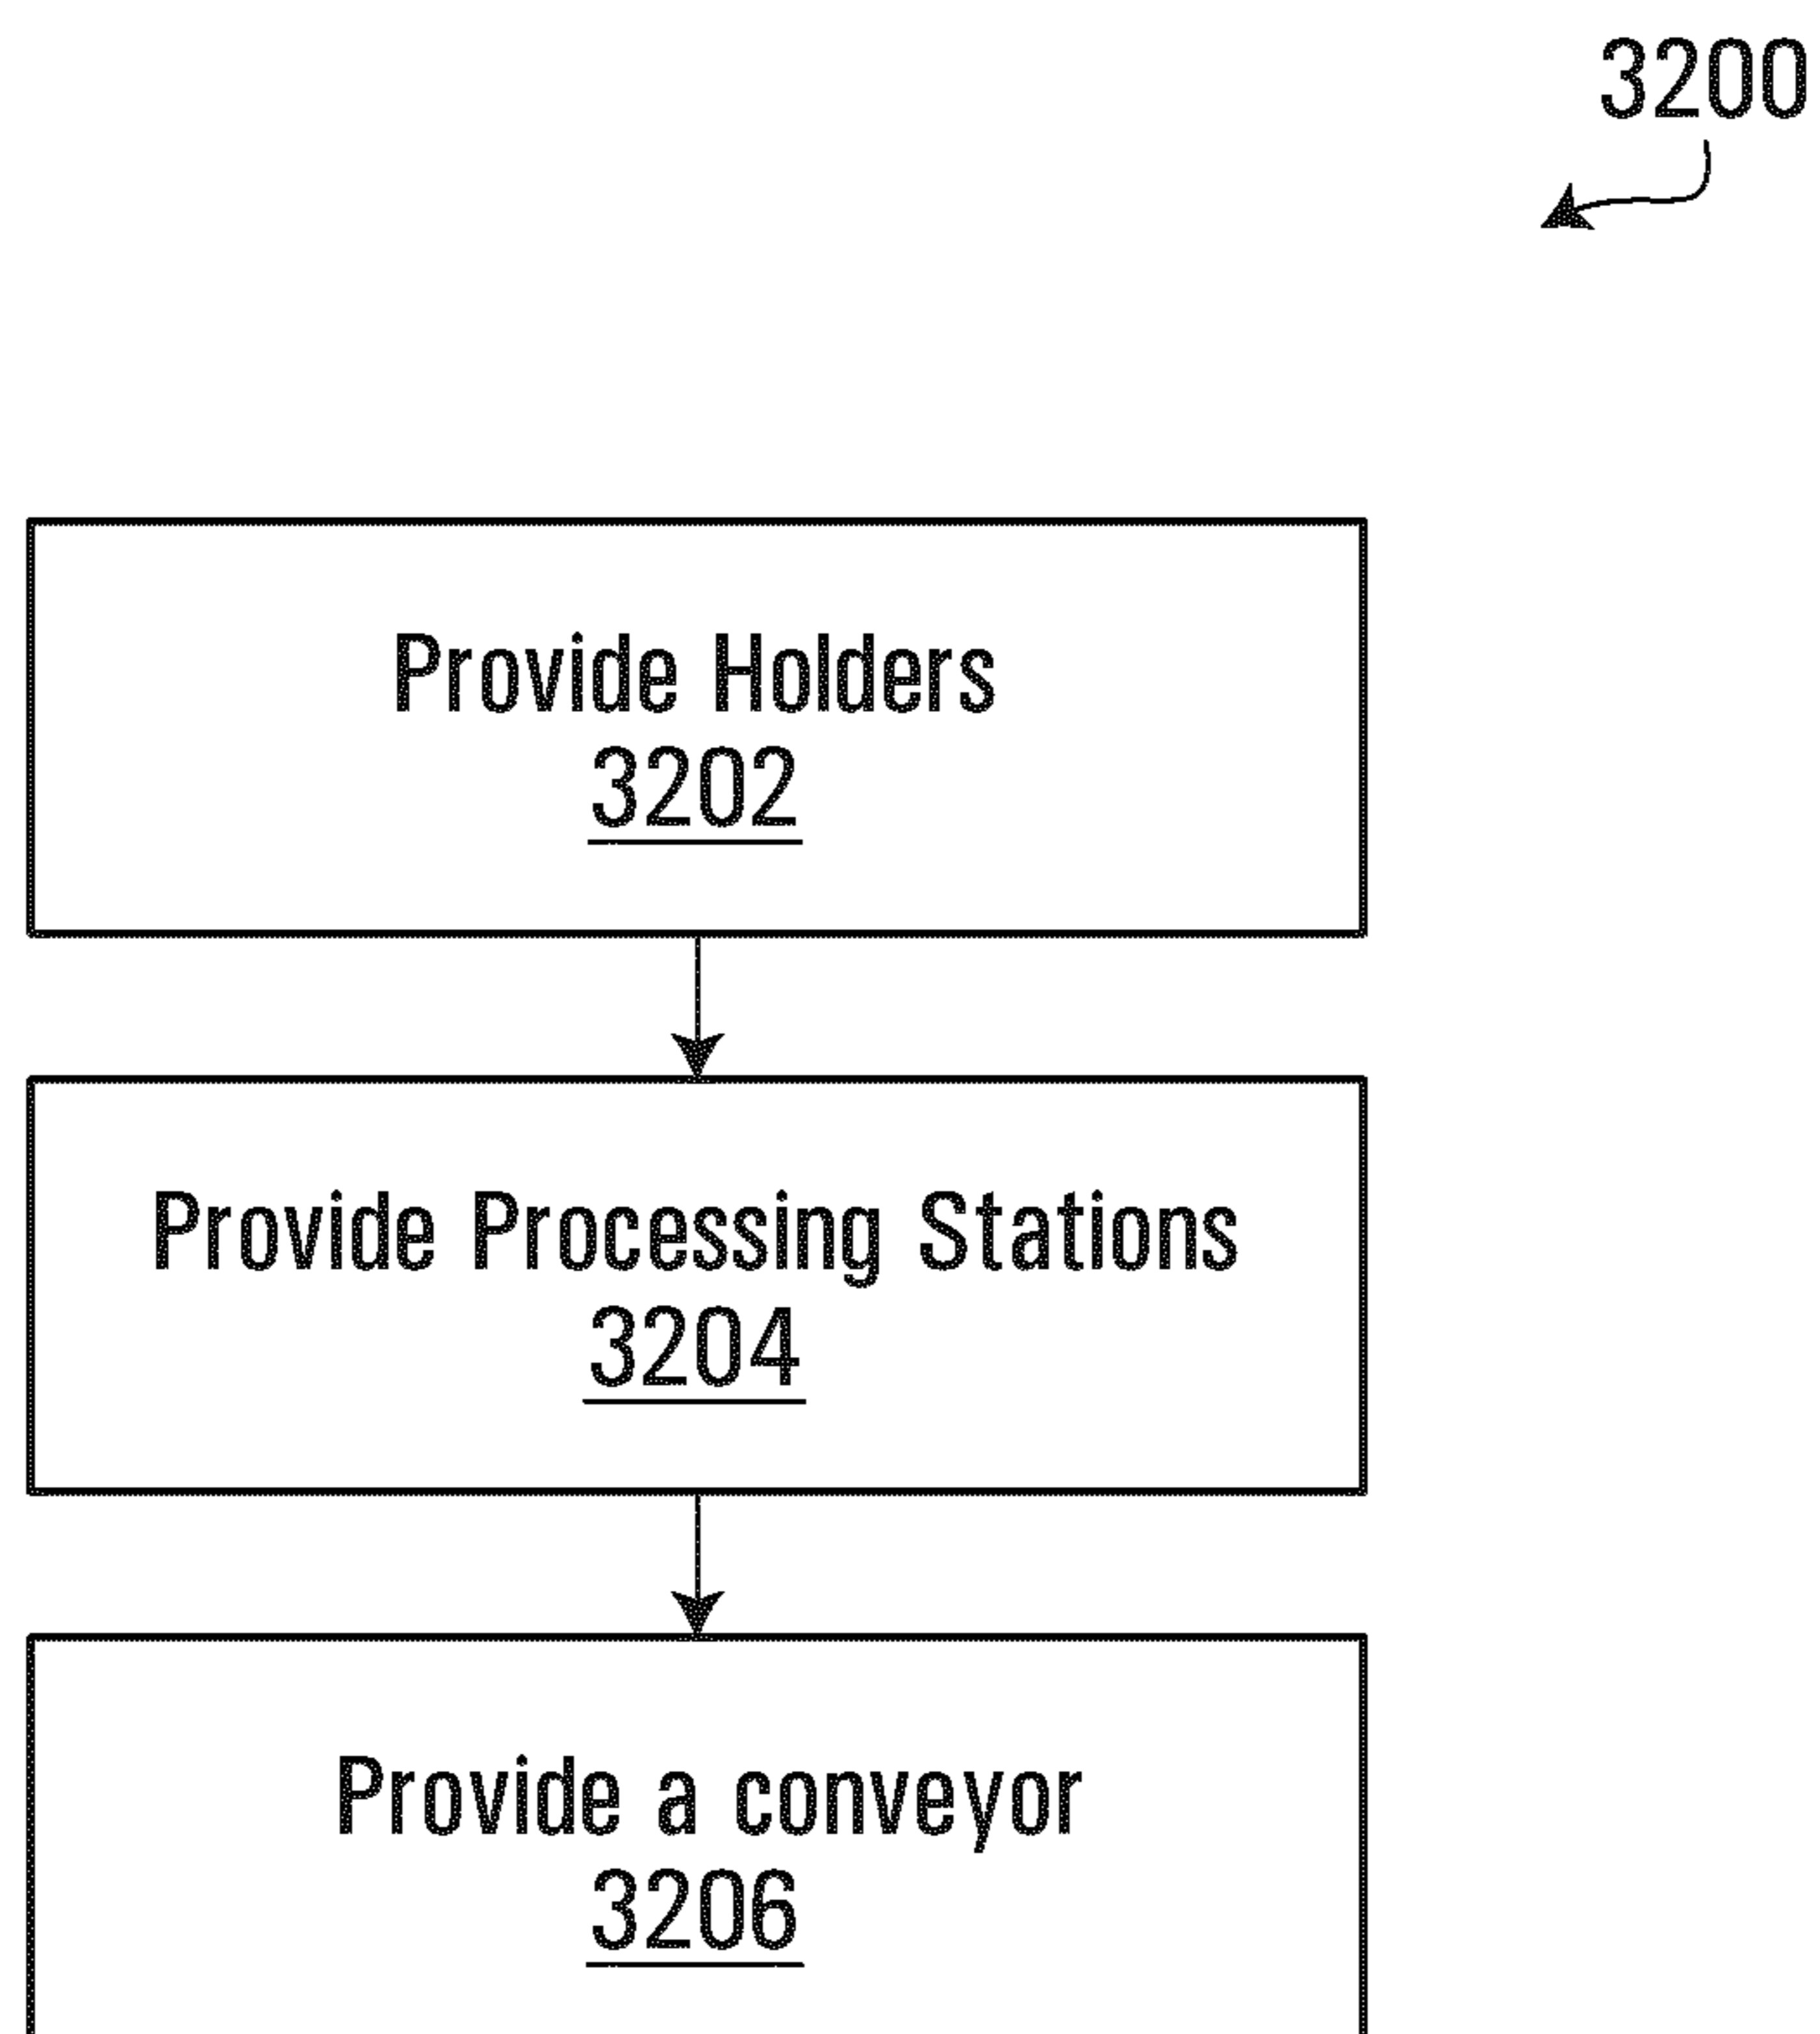 3200
Provide Holders
3202
Provide Processing Stations
3204
Provide a conveyor
3206